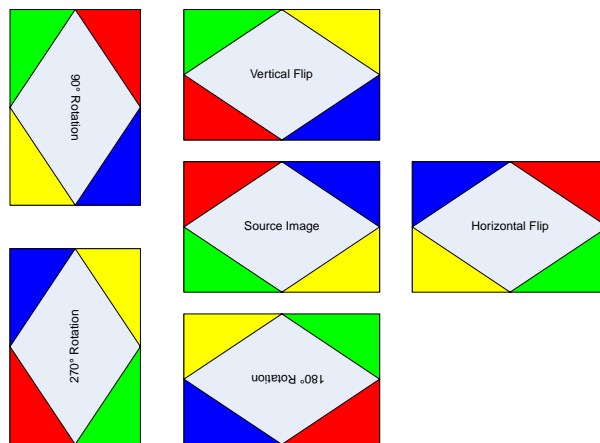 90° Rotation
Vertical Flip
Source Image
Horizontal Flip
270° Rotation
180° Rotation